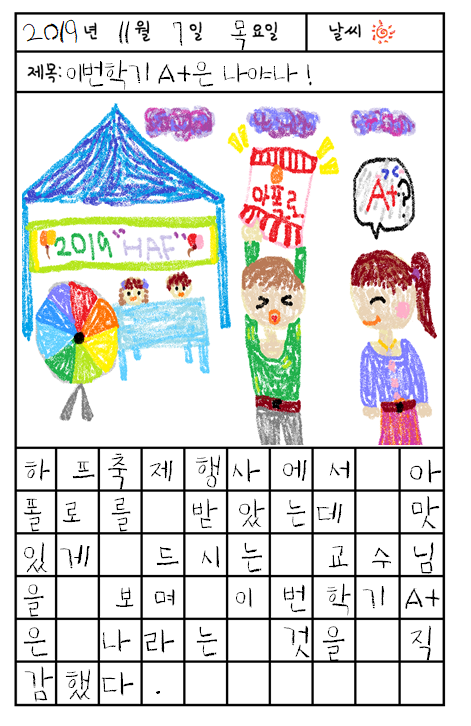 2019년 11월 7일 목요일 날씨
제목: 이번학기 A+은 나야나!
2019 "HAF"
아폴로
A+?
하프축제행사에서 아
폴로를 받았는데 맛
있게 드시는 교수님
을 보며 이번학기 A+
은 나라는 것을 직
감했다.